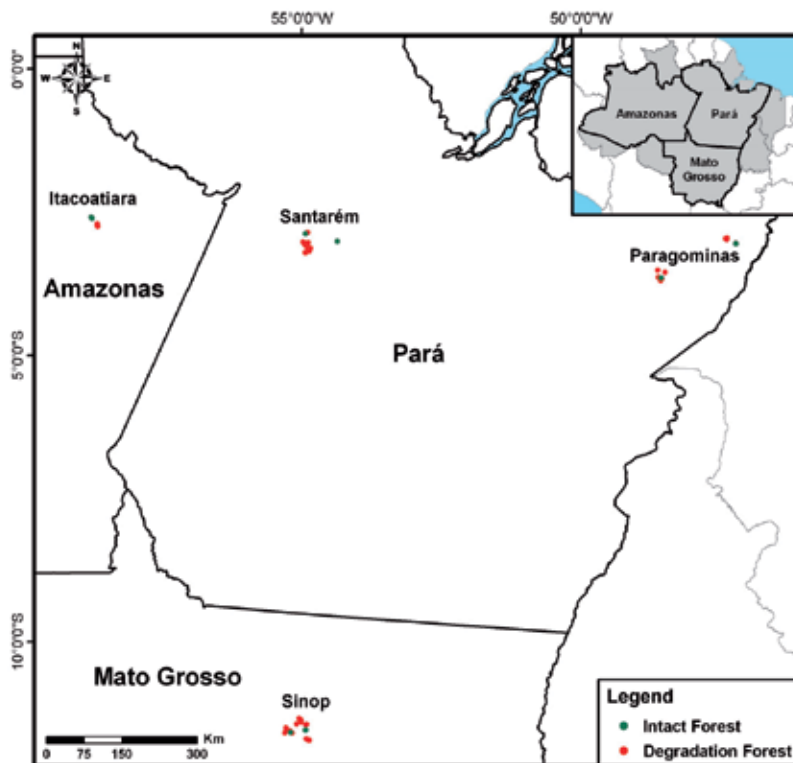 55°0'0"W
50°0'0"W
0°0'0"
5°0'0"S
10°0'0"S
N
W
E
S
Amazonas
Pará
Mato
Grosso
Itacoatiara
Santarém
Paragominas
Amazonas
Pará
Mato Grosso
Sinop
Km
0 75 150 300
Legend
Intact Forest
Degradation Forest